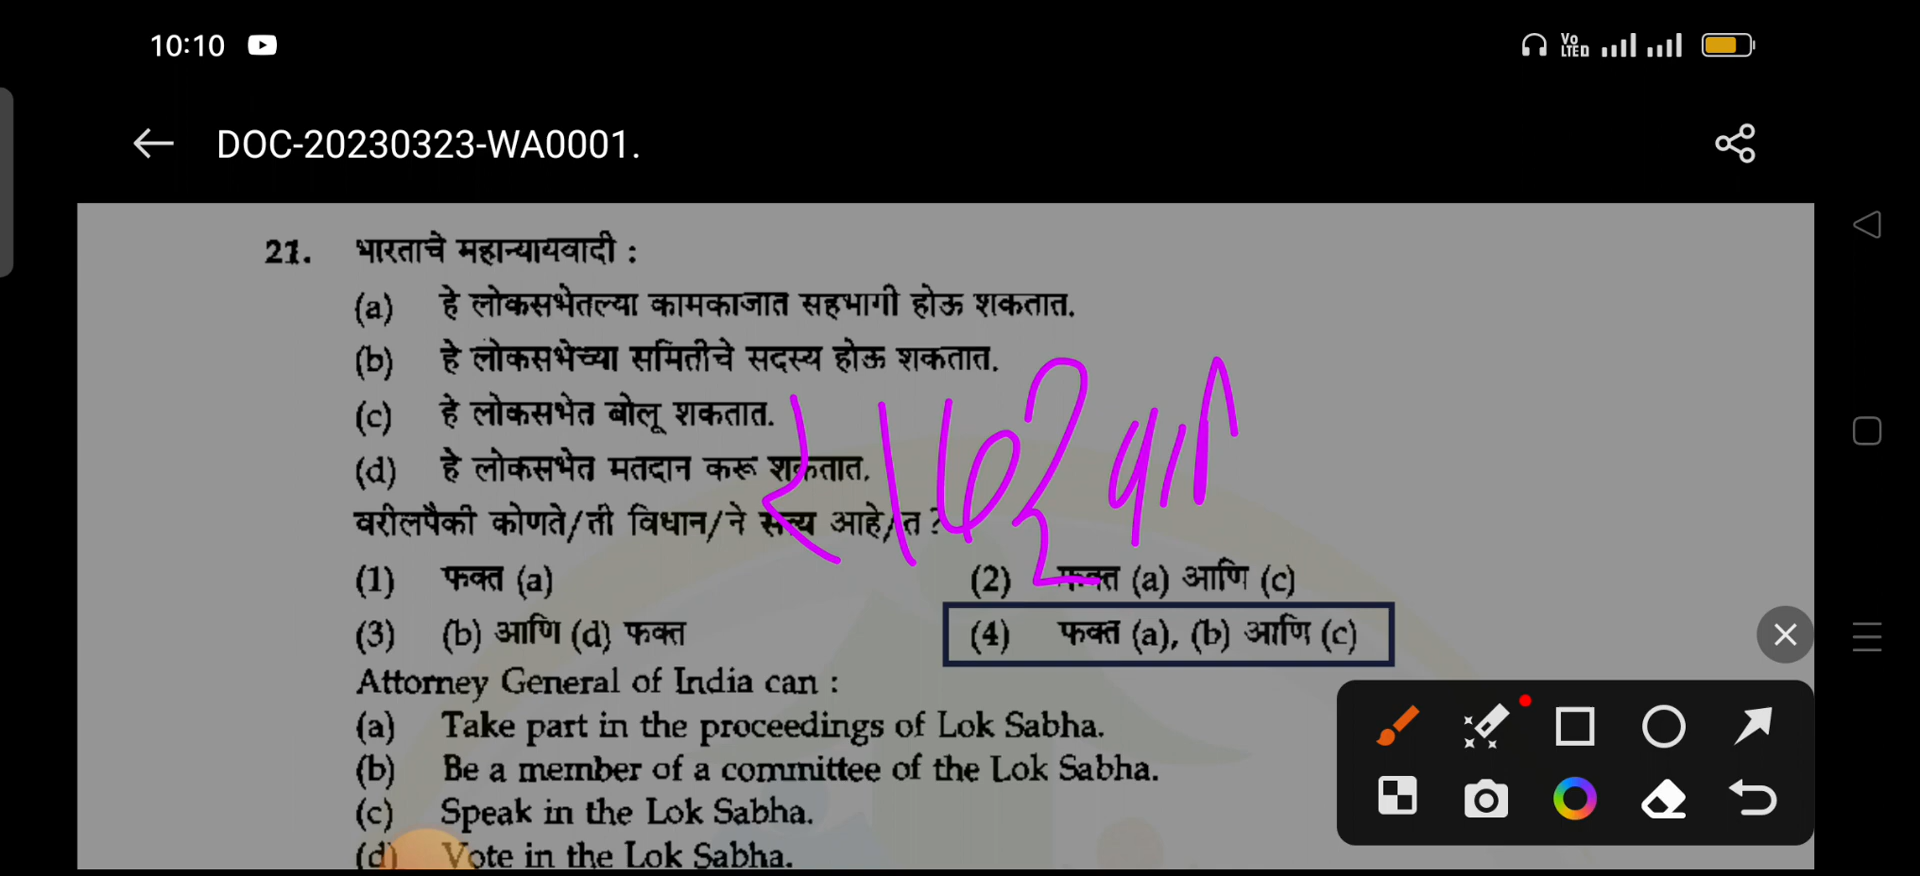 10:10
Vo LTED
DOC-20230323-WA0001.
21. भारताचे महान्यायवादी :
(a) हे लोकसभेतल्या कामकाजात सहभागी होऊ शकतात.
(b) हे लोकसभेच्या समितीचे सदस्य होऊ शकतात.
(c) हे लोकसभेत बोलू शकतात.
(d) हे लोकसभेत मतदान करू शकतात.
वरीलपैकी कोणते/ती विधान/ने सत्य आहे/त ?
(1) फक्त (a) (2) फक्त (a) आणि (c)
(3) (b) आणि (d) फक्त (4) फक्त (a), (b) आणि (c)
Attorney General of India can :
(a) Take part in the proceedings of Lok Sabha.
(b) Be a member of a committee of the Lok Sabha.
(c) Speak in the Lok Sabha.
(d) Vote in the Lok Sabha.